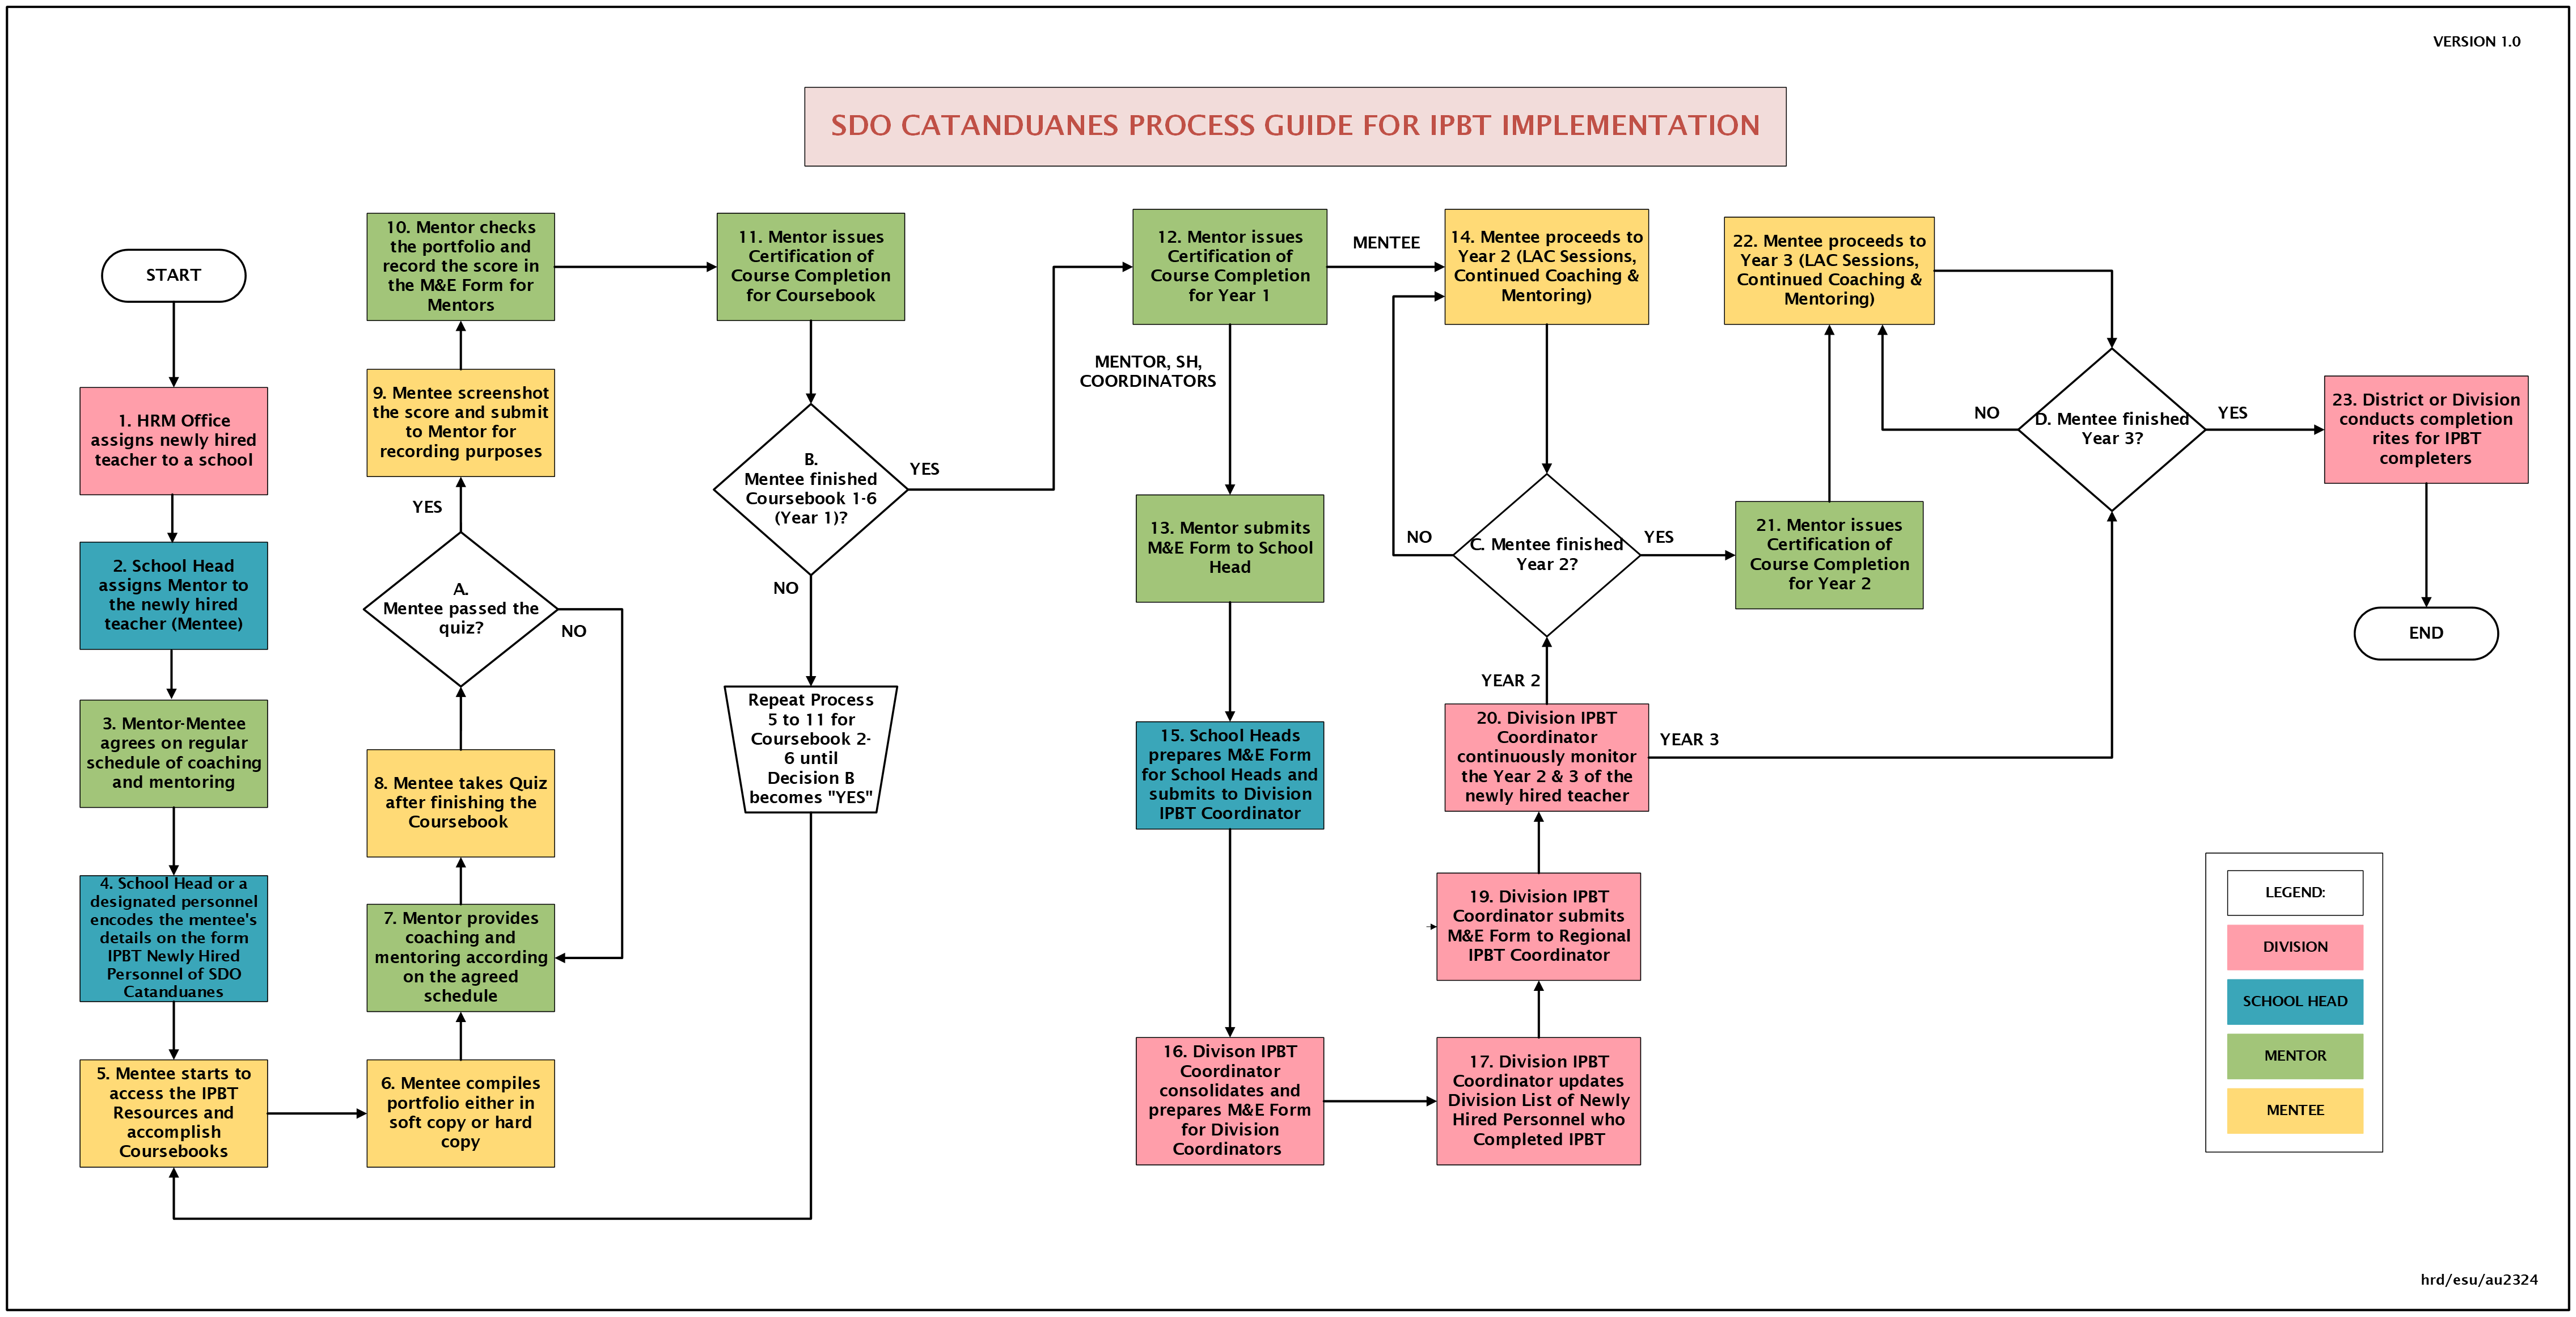 VERSION 1.0
SDO CATANDUANES PROCESS GUIDE FOR IPBT IMPLEMENTATION
START
1. HRM Office
assigns newly hired
teacher to a school
2. School Head
assigns Mentor to
the newly hired
teacher (Mentee)
3. Mentor-Mentee
agrees on regular
schedule of coaching
and mentoring
4. School Head or a
designated personnel
encodes the mentee's
details on the form
IPBT Newly Hired
Personnel of SDO
Catanduanes
5. Mentee starts to
access the IPBT
Resources and
accomplish
Coursebooks
6. Mentee compiles
portfolio either in
soft copy or hard
copy
7. Mentor provides
coaching and
mentoring according
on the agreed
schedule
8. Mentee takes Quiz
after finishing the
Coursebook
A.
Mentee passed the
quiz?
NO
YES
9. Mentee screenshot
the score and submit
to Mentor for
recording purposes
10. Mentor checks
the portfolio and
record the score in
the M&E Form for
Mentors
11. Mentor issues
Certification of
Course Completion
for Coursebook
B.
Mentee finished
Coursebook 1-6
(Year 1)?
YES
NO
Repeat Process
5 to 11 for
Coursebook 2-
6 until
Decision B
becomes "YES"
12. Mentor issues
Certification of
Course Completion
for Year 1
MENTEE
MENTOR, SH,
COORDINATORS
13. Mentor submits
M&E Form to School
Head
14. Mentee proceeds to
Year 2 (LAC Sessions,
Continued Coaching &
Mentoring)
15. School Heads
prepares M&E Form
for School Heads and
submits to Division
IPBT Coordinator
16. Divison IPBT
Coordinator
consolidates and
prepares M&E Form
for Division
Coordinators
17. Division IPBT
Coordinator updates
Division List of Newly
Hired Personnel who
Completed IPBT
19. Division IPBT
Coordinator submits
M&E Form to Regional
IPBT Coordinator
20. Division IPBT
Coordinator
continuously monitor
the Year 2 & 3 of the
newly hired teacher
YEAR 2
YEAR 3
C. Mentee finished
Year 2?
NO
YES
21. Mentor issues
Certification of
Course Completion
for Year 2
22. Mentee proceeds to
Year 3 (LAC Sessions,
Continued Coaching &
Mentoring)
D. Mentee finished
Year 3?
NO
YES
23. District or Division
conducts completion
rites for IPBT
completers
END
LEGEND:
DIVISION
SCHOOL HEAD
MENTOR
MENTEE
hrd/esu/au2324